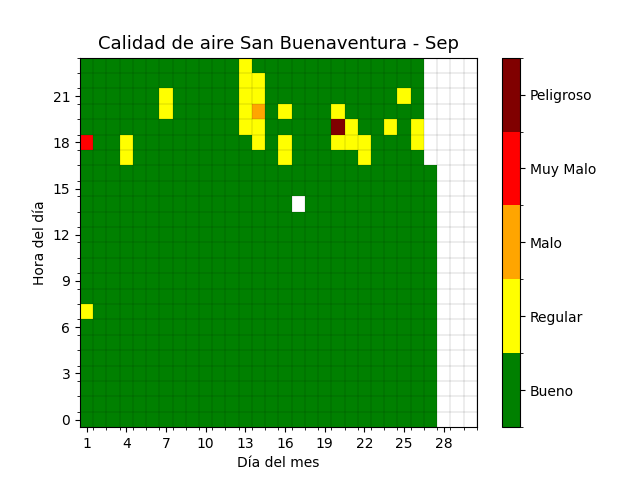 Calidad de aire San Buenaventura - Sep
Hora del día
21
18
15
12
9
6
3
0
1 4 7 10 13 16 19 22 25 28
Día del mes
Peligroso
Muy Malo
Malo
Regular
Bueno